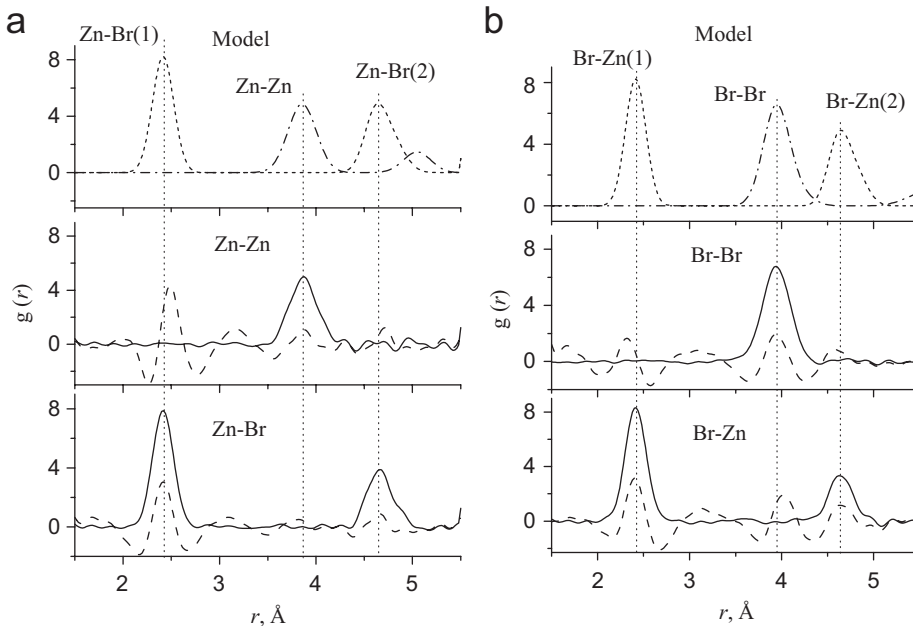 a
Zn-Br(1)
Model
Zn-Zn
Zn-Br(2)
8
4
0
Zn-Zn
8
4
0
g (r)
Zn-Br
8
4
0
2 3 4 5
r, Å
b
Model
Br-Zn(1)
Br-Br
Br-Zn(2)
8
4
0
Br-Br
8
4
0
g (r)
Br-Zn
8
4
0
2 3 4 5
r, Å